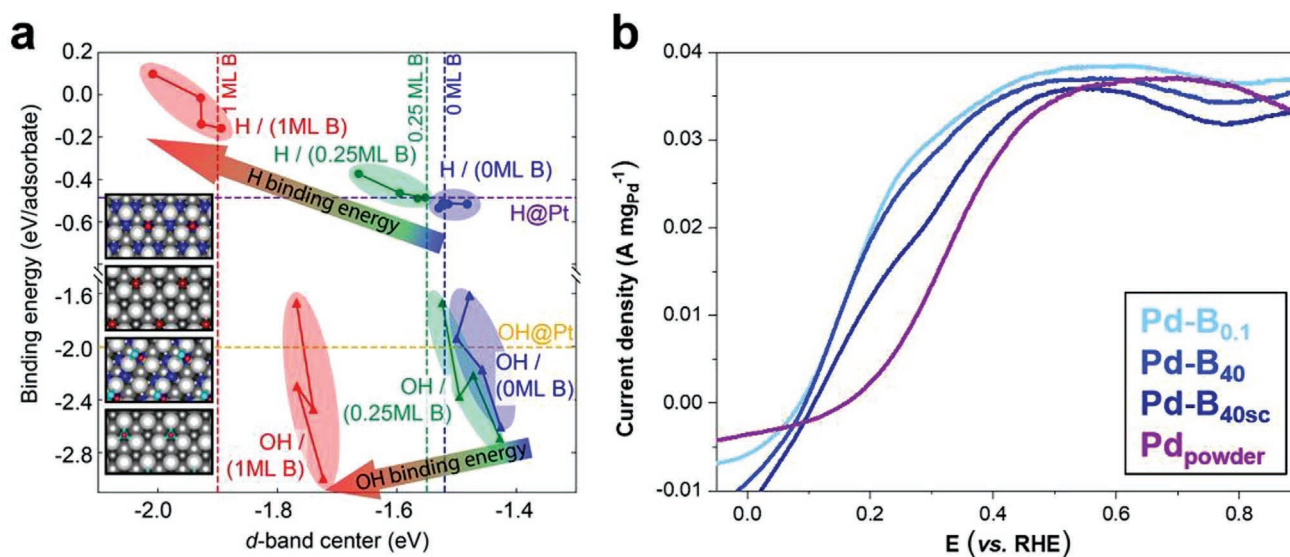 a
Binding energy (eV/adsorbate)
0.2
0.0
-0.2
-0.4
-0.6
-1.6
-2.0
-2.4
-2.8
-2.0
-1.8
-1.6
-1.4
d-band center (eV)
1 ML B
0.25 ML B
0 ML B
H / (1ML B)
H / (0.25ML B)
H / (0ML B)
H binding energy
H@Pt
OH@Pt
OH /
(0ML B)
OH /
(0.25ML B)
OH /
(1ML B)
OH binding energy
b
Current density (A mgPd-1)
0.04
0.03
0.02
0.01
0.00
-0.01
0.0
0.2
0.4
0.6
0.8
E (vs. RHE)
Pd-B0.1
Pd-B40
Pd-B40sc
Pdpowder